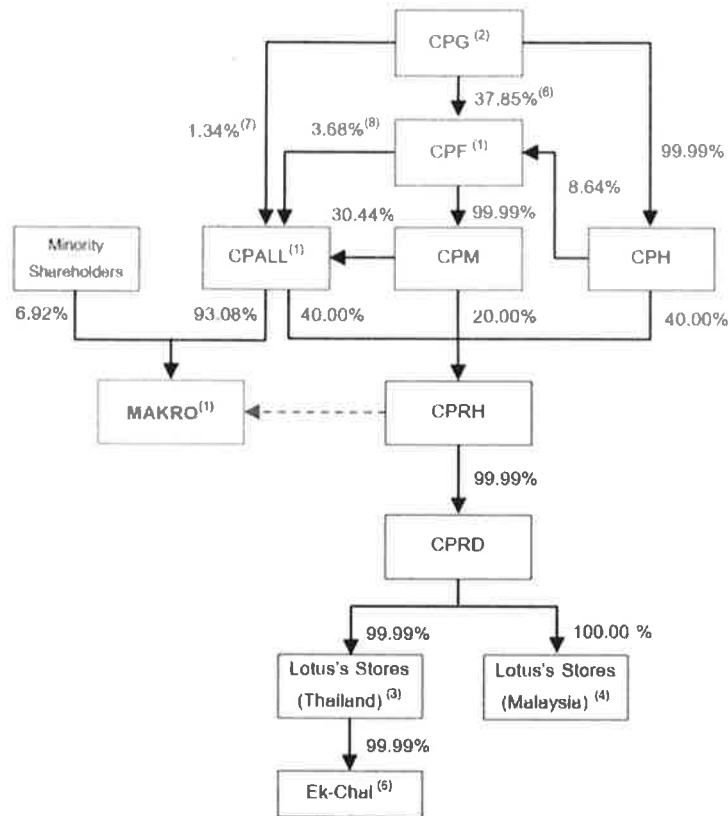 CPG (2)
37.85%(6)
1.34%(7)
3.68%(8)
CPF (1)
99.99%
8.64%
30.44%
99.99%
Minority
Shareholders
CPALL(1)
CPM
CPH
6.92%
93.08%
40.00%
20.00%
40.00%
MAKRO(1)
CPRH
99.99%
CPRD
99.99%
100.00 %
Lotus's Stores
(Thailand) (3)
Lotus's Stores
(Malaysia) (4)
99.99%
Ek-Chai (5)